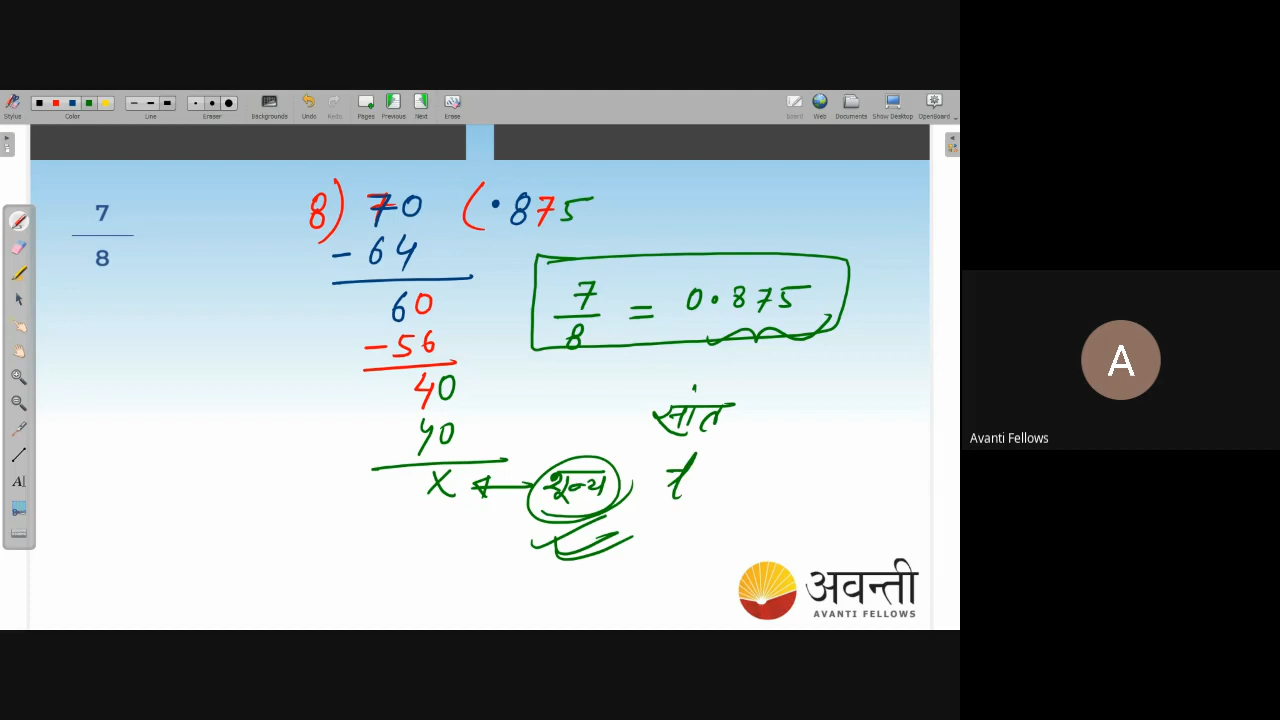 Stylus Color Line Eraser Backgrounds Undo Redo Pages Previous Next Erase Board Web Documents Show Desktop OpenBoard
7
8
8) 70 (.875
- 64
60
- 56
40
40
x
शून्य
7/8 = 0.875
सांत
अवन्ती
AVANTI FELLOWS
A
Avanti Fellows